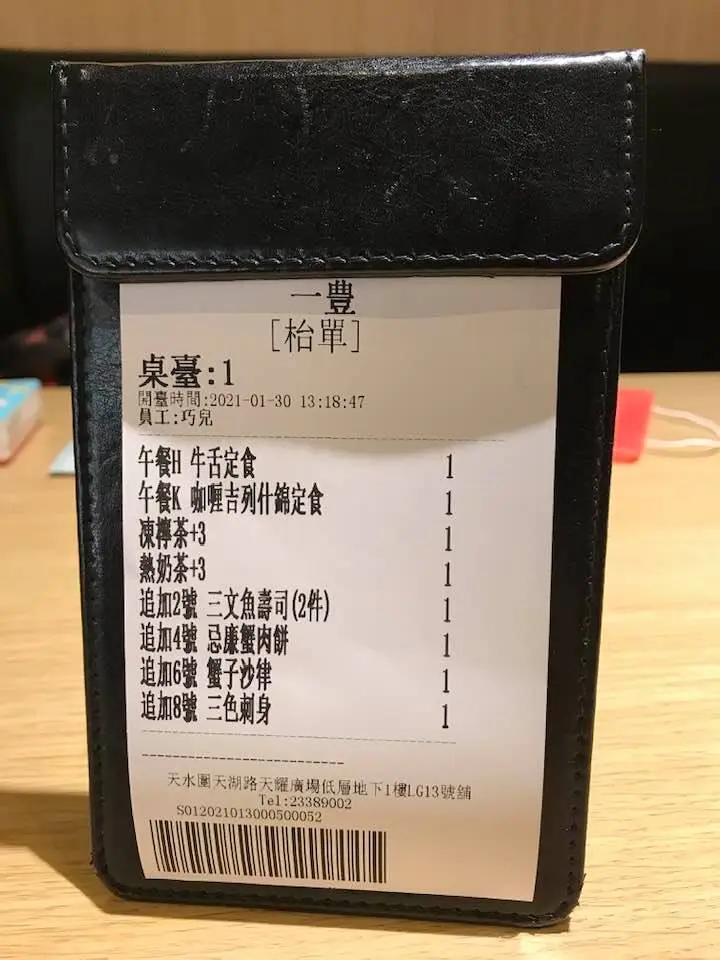 一豐
[枱單]
桌臺:1
開臺時間:2021-01-30 13:18:47
員工:巧兒
午餐H 牛舌定食 1
午餐K 咖喱吉列什錦定食 1
凍檸茶+3 1
熱奶茶+3 1
追加2號 三文魚壽司(2件) 1
追加4號 忌廉蟹肉餅 1
追加6號 蟹子沙律 1
追加8號 三色刺身 1
天水圍天湖路天耀廣場低層地下1樓LG13號舖
Tel:23389002
S012021013000500052